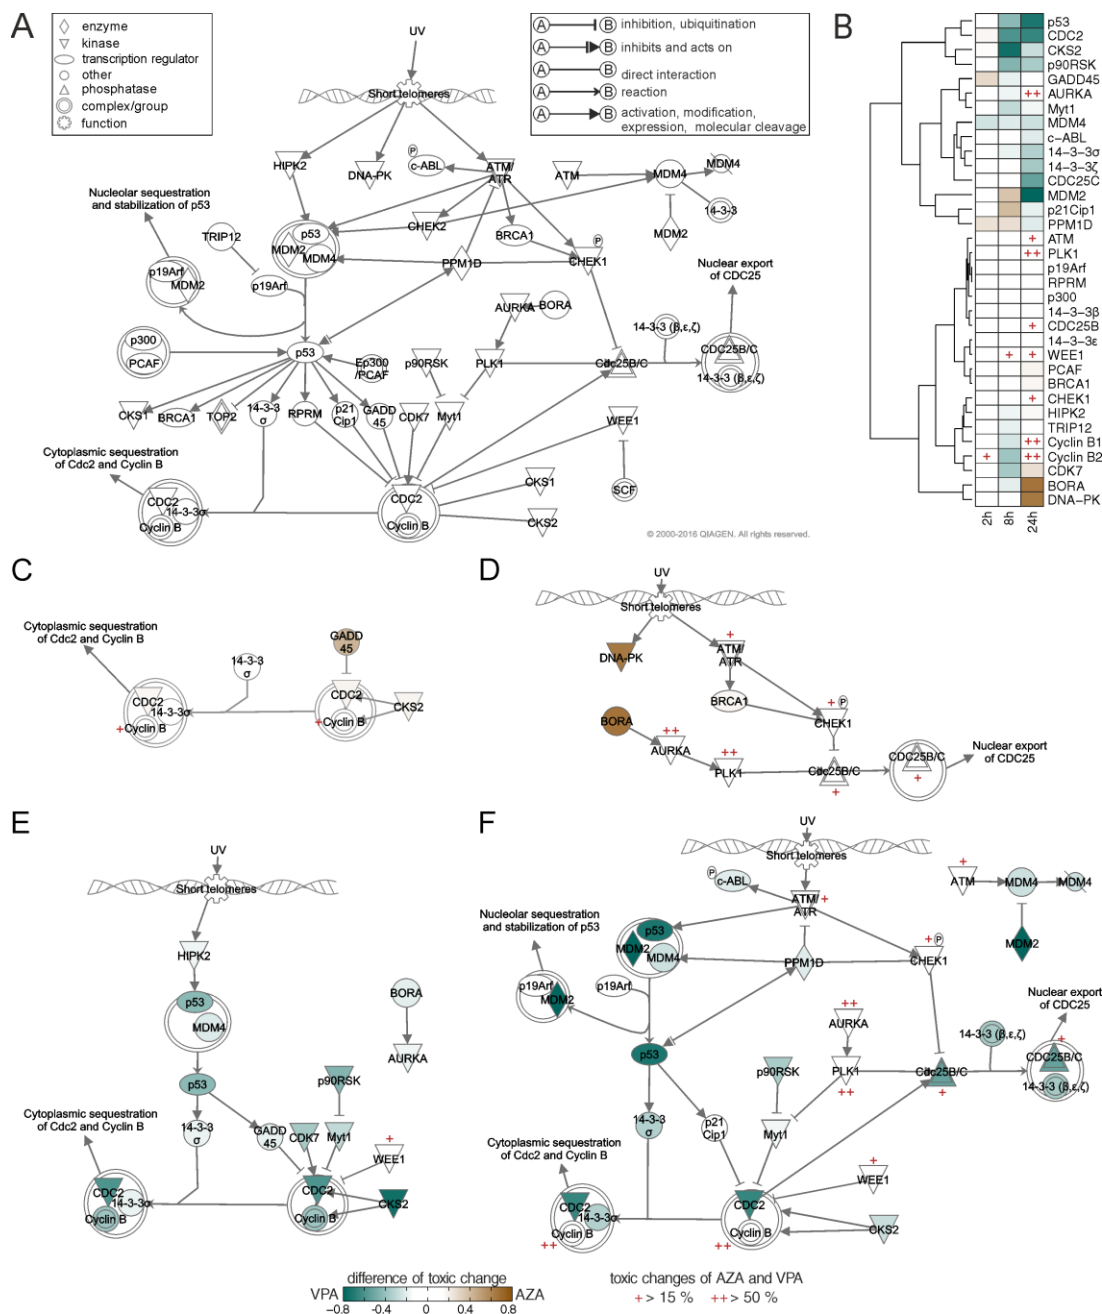 A
enzyme
kinase
transcription regulator
other
phosphatase
complex/group
function
UV
Short telomeres
A B inhibition, ubiquitination
A B inhibits and acts on
A B direct interaction
A B reaction
A B activation, modification,
expression, molecular cleavage
HIPK2
DNA-PK
P
c-ABL
ATM/
ATR
ATM
MDM4
MDM4
14-3-3
MDM2
Nucleolar sequestration
and stabilization of p53
TRIP12
p53
MDM2
MDM4
CHEK2
BRCA1
P
PPM1D
CHEK1
p19Arf
MDM2
p19Arf
Nuclear export
of CDC25
AURKA
BORA
p300
PCAF
p53
Ep300
/PCAF
p90RSK
PLK1
14-3-3 (β,ε,ζ)
Cdc25B/C
CDC25B/C
14-3-3 (β,ε,ζ)
CKS1
BRCA1
TOP2
14-3-3
σ
RPRM
p21
Cip1
GADD
45
CDK7
Myt1
WEE1
SCF
Cytoplasmic sequestration
of Cdc2 and Cyclin B
CDC2
14-3-3σ
Cyclin B
CDC2
Cyclin B
CKS1
CKS2
© 2000-2016 QIAGEN. All rights reserved.
B
p53
CDC2
CKS2
p90RSK
GADD45
++ AURKA
Myt1
MDM4
c-ABL
14-3-3σ
14-3-3ζ
CDC25C
MDM2
p21Cip1
PPM1D
+ ATM
++ PLK1
p19Arf
RPRM
p300
14-3-3β
+ CDC25B
14-3-3ε
+ + WEE1
PCAF
BRCA1
+ CHEK1
HIPK2
TRIP12
++ Cyclin B1
+ ++ Cyclin B2
CDK7
BORA
DNA-PK
2h 8h 24h
C
Cytoplasmic sequestration
of Cdc2 and Cyclin B
14-3-3
σ
GADD
45
CDC2
14-3-3σ
+ Cyclin B
CDC2
+ Cyclin B
CKS2
D
UV
Short telomeres
DNA-PK
+
ATM/
ATR
BRCA1
+ P
CHEK1
BORA
++
AURKA
++
PLK1
Cdc25B/C
+
CDC25B/C
+
Nuclear export
of CDC25
E
UV
Short telomeres
HIPK2
p53
MDM4
BORA
AURKA
p53
p90RSK
Cytoplasmic sequestration
of Cdc2 and Cyclin B
14-3-3
σ
GADD
45
CDK7
Myt1
+
WEE1
CDC2
14-3-3σ
Cyclin B
CDC2
Cyclin B
CKS2
F
UV
Short telomeres
P
c-ABL
ATM/
ATR
+
+
ATM
MDM4
MDM4
MDM2
Nucleolar sequestration
and stabilization of p53
p53
MDM2
MDM4
PPM1D
+ P
CHEK1
p19Arf
MDM2
p19Arf
Nuclear export
of CDC25
++
AURKA
p53
p90RSK
PLK1
++
14-3-3 (β,ε,ζ)
Cdc25B/C
+
+
CDC25B/C
14-3-3 (β,ε,ζ)
14-3-3
σ
p21
Cip1
Myt1
Cytoplasmic sequestration
of Cdc2 and Cyclin B
+
WEE1
CDC2
14-3-3σ
Cyclin B
++
CDC2
Cyclin B
++
CKS2
difference of toxic change
VPA AZA
-0.8 -0.4 0 0.4 0.8
toxic changes of AZA and VPA
+ > 15 % ++ > 50 %